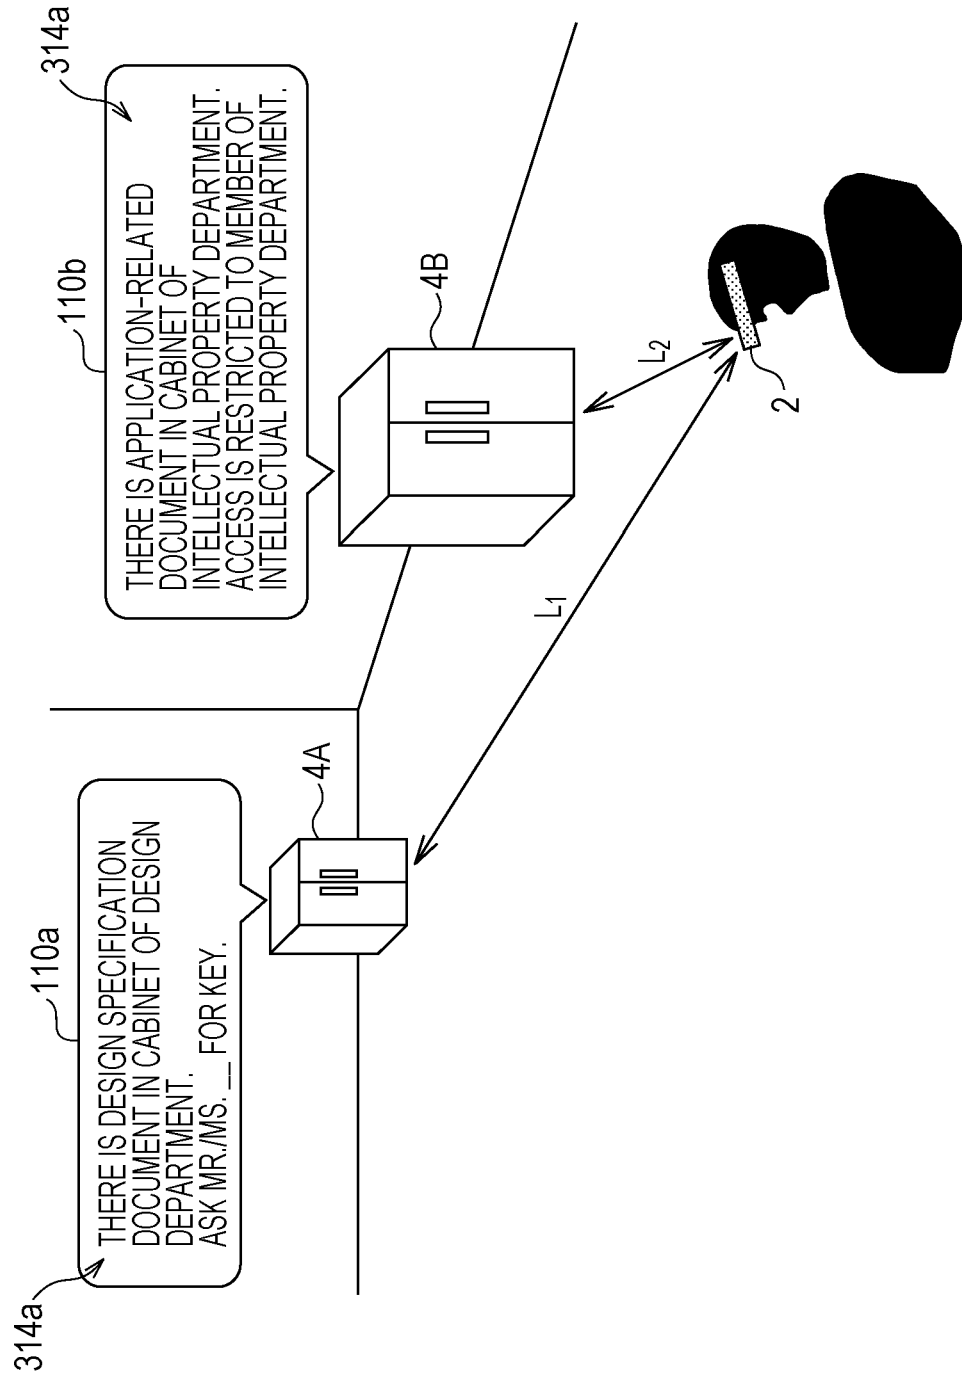 314a
110a
THERE IS DESIGN SPECIFICATION
DOCUMENT IN CABINET OF DESIGN
DEPARTMENT.
ASK MR./MS. __ FOR KEY.
4A
110b
314a
THERE IS APPLICATION-RELATED
DOCUMENT IN CABINET OF
INTELLECTUAL PROPERTY DEPARTMENT.
ACCESS IS RESTRICTED TO MEMBER OF
INTELLECTUAL PROPERTY DEPARTMENT.
4B
L1
L2
2